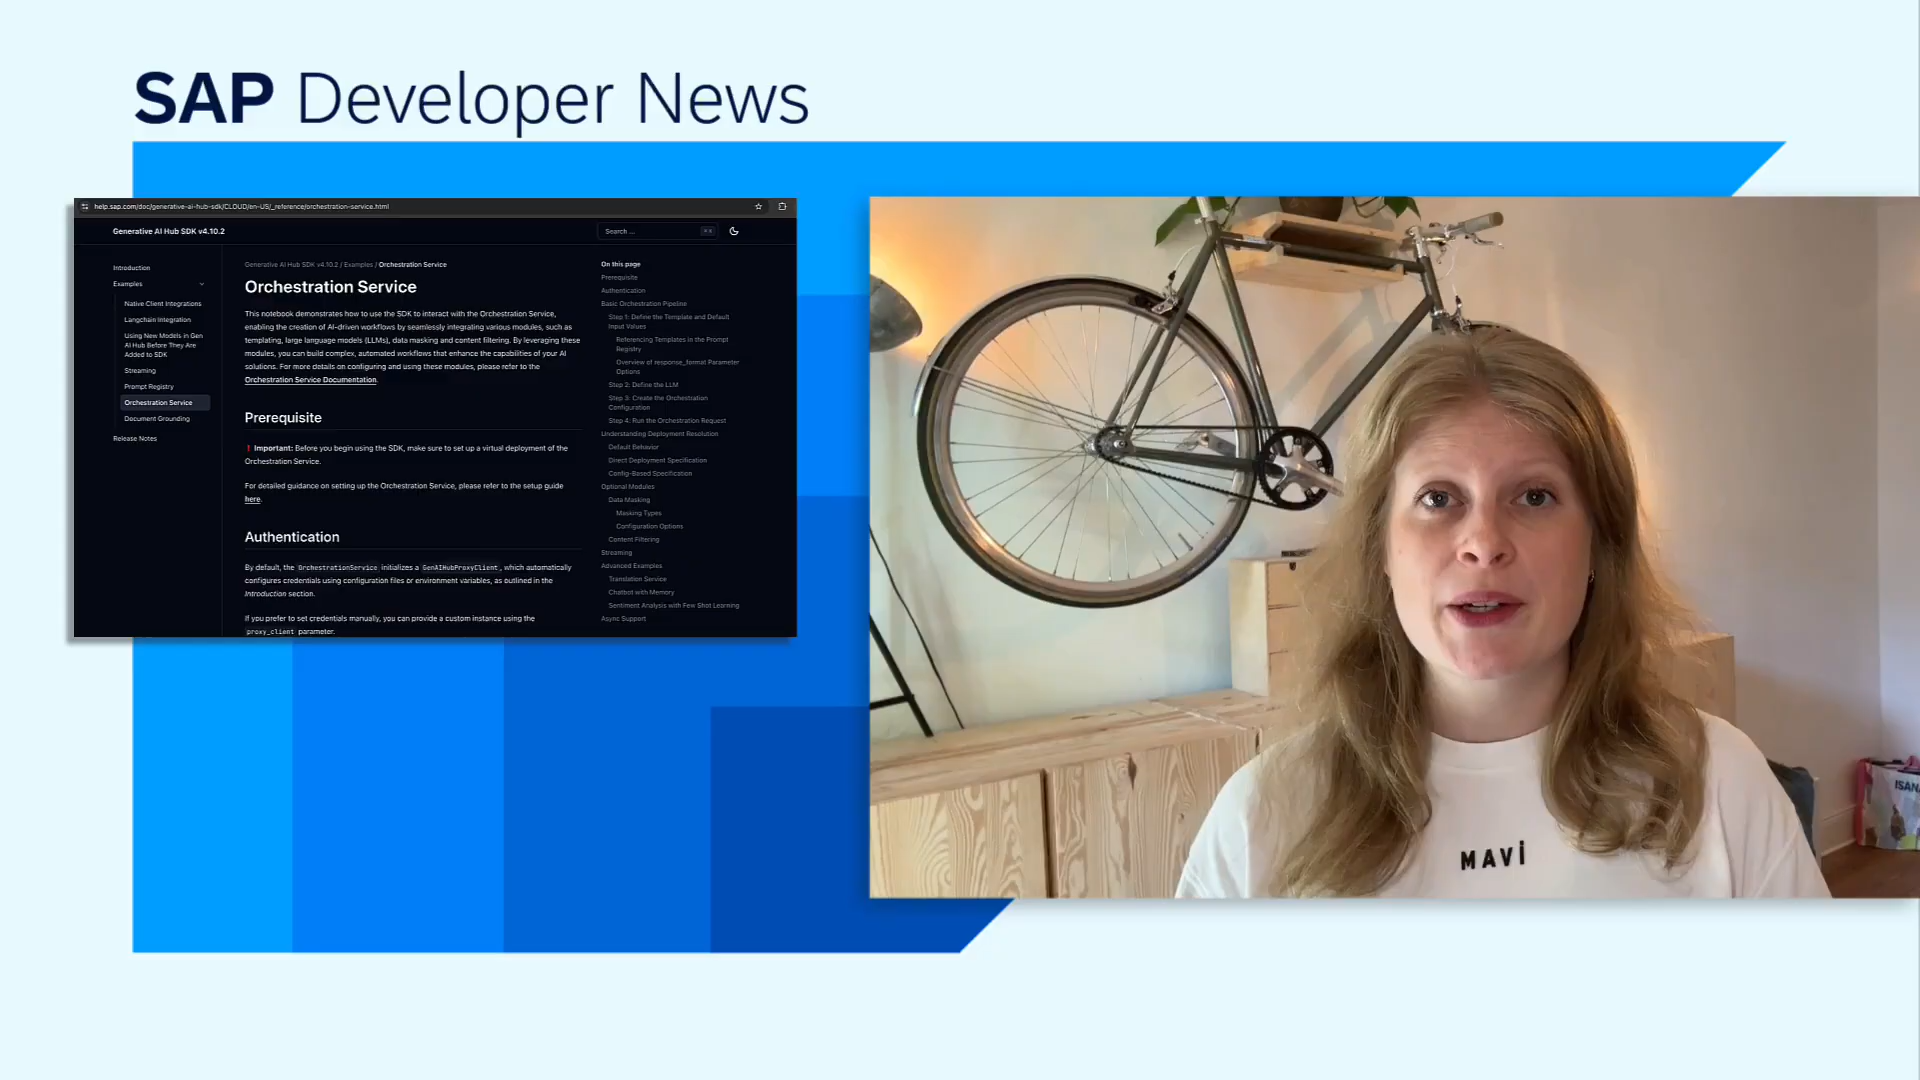 SAP Developer News
help.sap.com/doc/generative-ai-hub-sdk/CLOUD/en-US/_reference/orchestration-service.html
Generative AI Hub SDK v4.10.2
Search ...
Introduction
Examples
Native Client Integrations
Langchain Integration
Using New Models in Gen
AI Hub Before They Are
Added to SDK
Streaming
Prompt Registry
Orchestration Service
Document Grounding
Release Notes
Generative AI Hub SDK v4.10.2 / Examples / Orchestration Service
Orchestration Service
This notebook demonstrates how to use the SDK to interact with the Orchestration Service,
enabling the creation of AI-driven workflows by seamlessly integrating various modules, such as
templating, large language models (LLMs), data masking and content filtering. By leveraging these
modules, you can build complex, automated workflows that enhance the capabilities of your AI
solutions. For more details on configuring and using these modules, please refer to the
Orchestration Service Documentation.
Prerequisite
❗ Important: Before you begin using the SDK, make sure to set up a virtual deployment of the
Orchestration Service.
For detailed guidance on setting up the Orchestration Service, please refer to the setup guide
here.
Authentication
By default, the OrchestrationService initializes a GenAIHubProxyClient, which automatically
configures credentials using configuration files or environment variables, as outlined in the
Introduction section.
If you prefer to set credentials manually, you can provide a custom instance using the
proxy_client parameter.
On this page
Prerequisite
Authentication
Basic Orchestration Pipeline
Step 1: Define the Template and Default
Input Values
Referencing Templates in the Prompt
Registry
Overview of response_format Parameter
Options
Step 2: Define the LLM
Step 3: Create the Orchestration
Configuration
Step 4: Run the Orchestration Request
Understanding Deployment Resolution
Default Behavior
Direct Deployment Specification
Config-Based Specification
Optional Modules
Data Masking
Masking Types
Configuration Options
Content Filtering
Streaming
Advanced Examples
Translation Service
Chatbot with Memory
Sentiment Analysis with Few Shot Learning
Async Support
MAVİ
ISANA